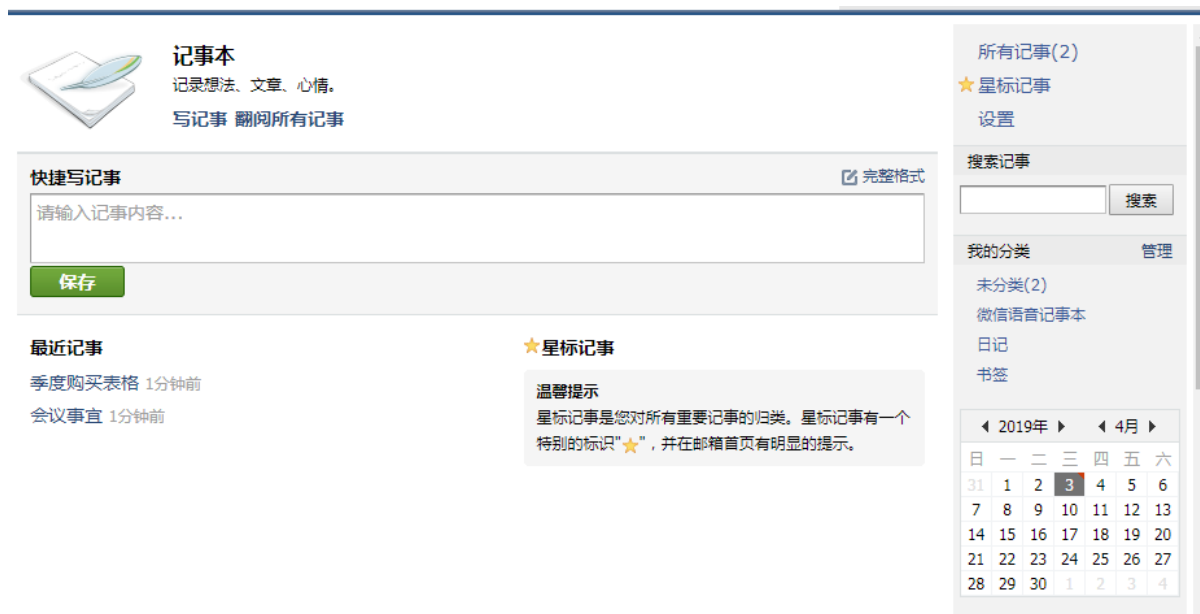 记事本
记录想法、文章、心情。
写记事 翻阅所有记事
快捷写记事
完整格式
请输入记事内容...
保存
最近记事
季度购买表格 1分钟前
会议事宜 1分钟前
星标记事
温馨提示
星标记事是您对所有重要记事的归类。星标记事有一个
特别的标识"⭐"，并在邮箱首页有明显的提示。
所有记事(2)
星标记事
设置
搜索记事
搜索
我的分类 管理
未分类(2)
微信语音记事本
日记
书签
2019年 4月
日 一 二 三 四 五 六
31 1 2 3 4 5 6
7 8 9 10 11 12 13
14 15 16 17 18 19 20
21 22 23 24 25 26 27
28 29 30 1 2 3 4